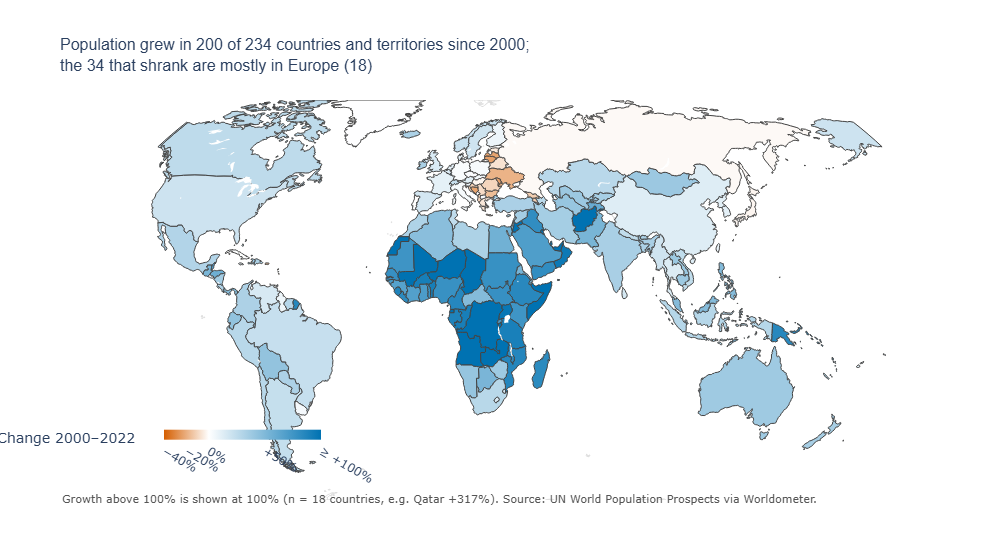 Population grew in 200 of 234 countries and territories since 2000;
the 34 that shrank are mostly in Europe (18)
Change 2000–2022
−40%
−20%
0%
+50%
≥ +100%
Growth above 100% is shown at 100% (n = 18 countries, e.g. Qatar +317%). Source: UN World Population Prospects via Worldometer.